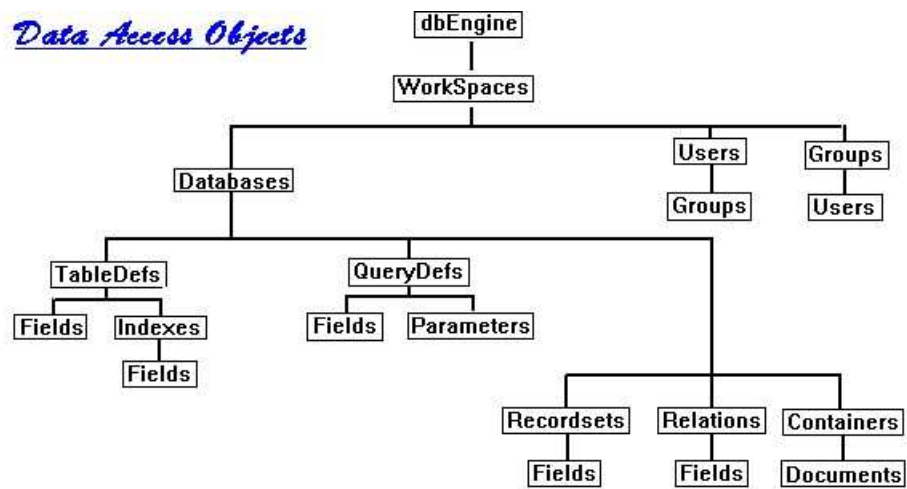 Data Access Objects
dbEngine
WorkSpaces
Users
Groups
Databases
Groups
Users
TableDefs
QueryDefs
Fields
Indexes
Fields
Parameters
Fields
Recordsets
Relations
Containers
Fields
Fields
Documents